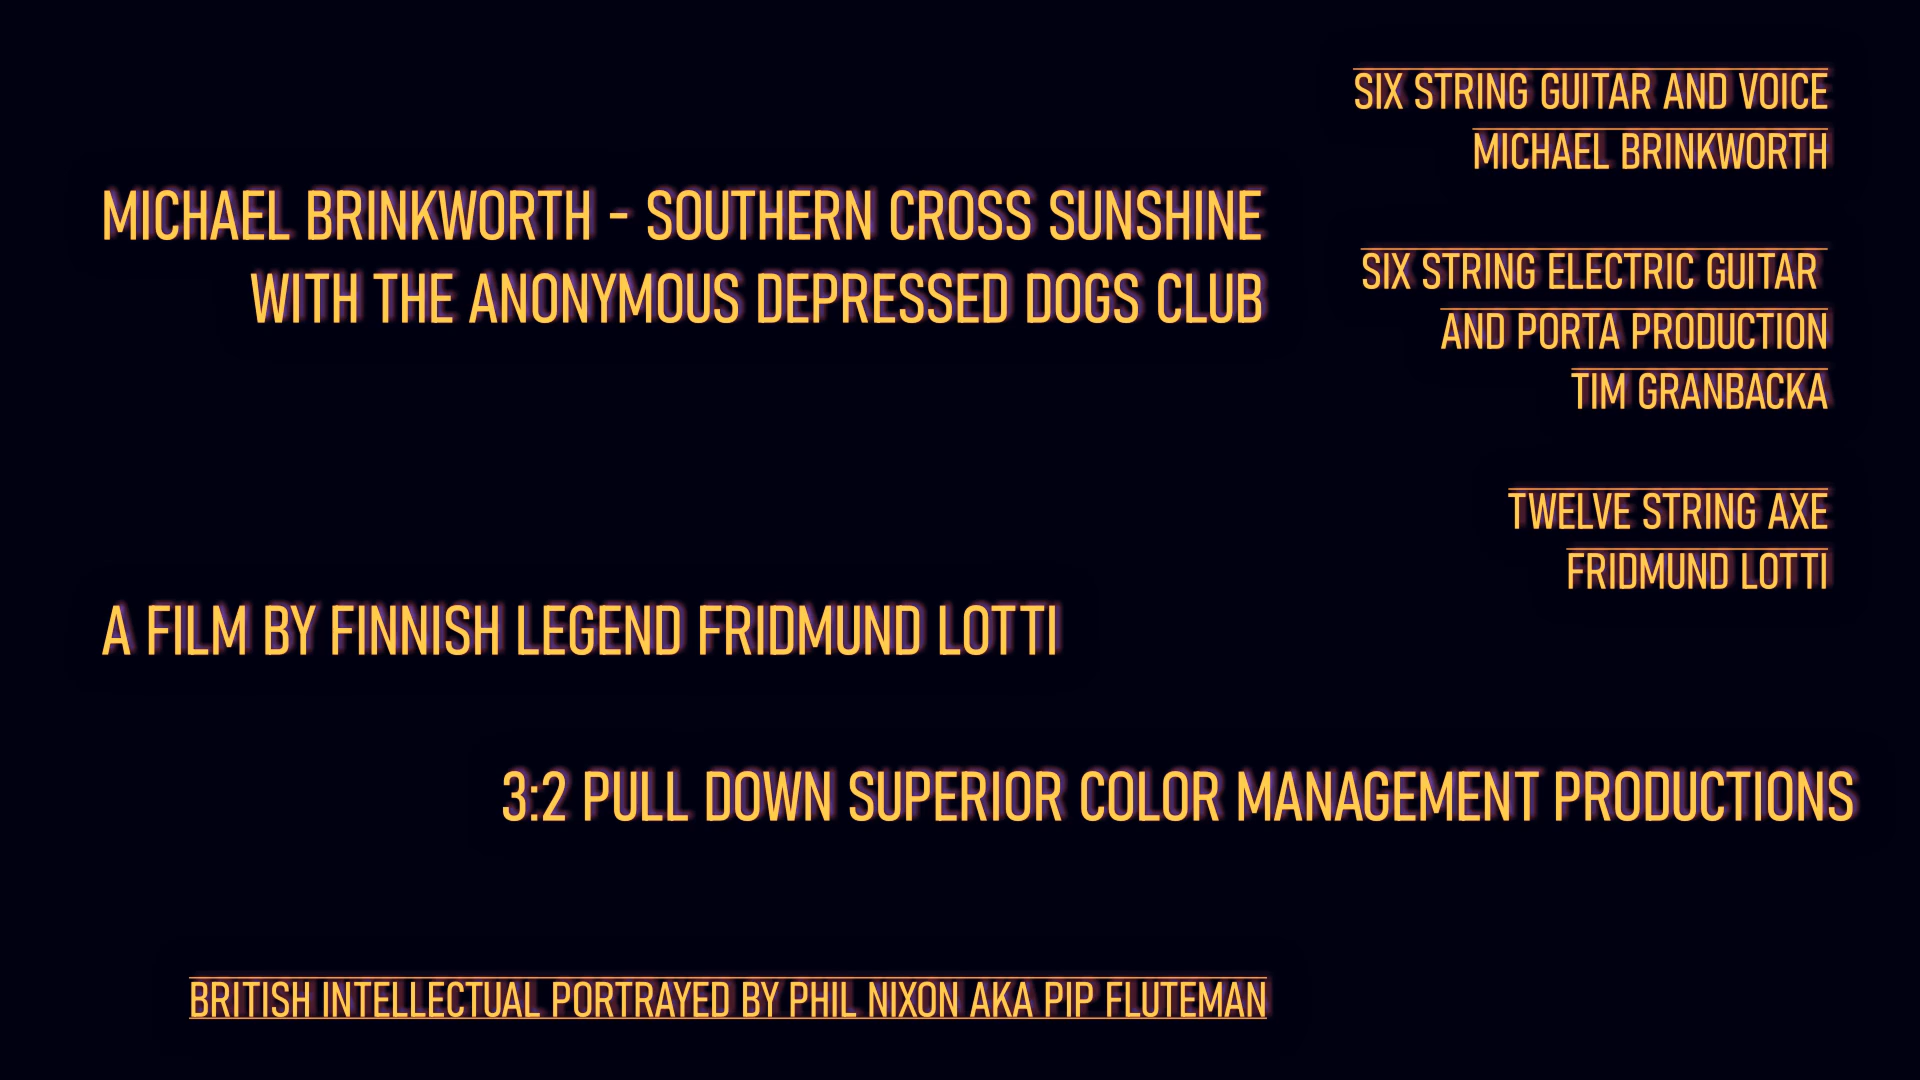 MICHAEL BRINKWORTH - SOUTHERN CROSS SUNSHINE
WITH THE ANONYMOUS DEPRESSED DOGS CLUB
A FILM BY FINNISH LEGEND FRIDMUND LOTTI
3:2 PULL DOWN SUPERIOR COLOR MANAGEMENT PRODUCTIONS
BRITISH INTELLECTUAL PORTRAYED BY PHIL NIXON AKA PIP FLUTEMAN
SIX STRING GUITAR AND VOICE
MICHAEL BRINKWORTH
SIX STRING ELECTRIC GUITAR
AND PORTA PRODUCTION
TIM GRANBACKA
TWELVE STRING AXE
FRIDMUND LOTTI